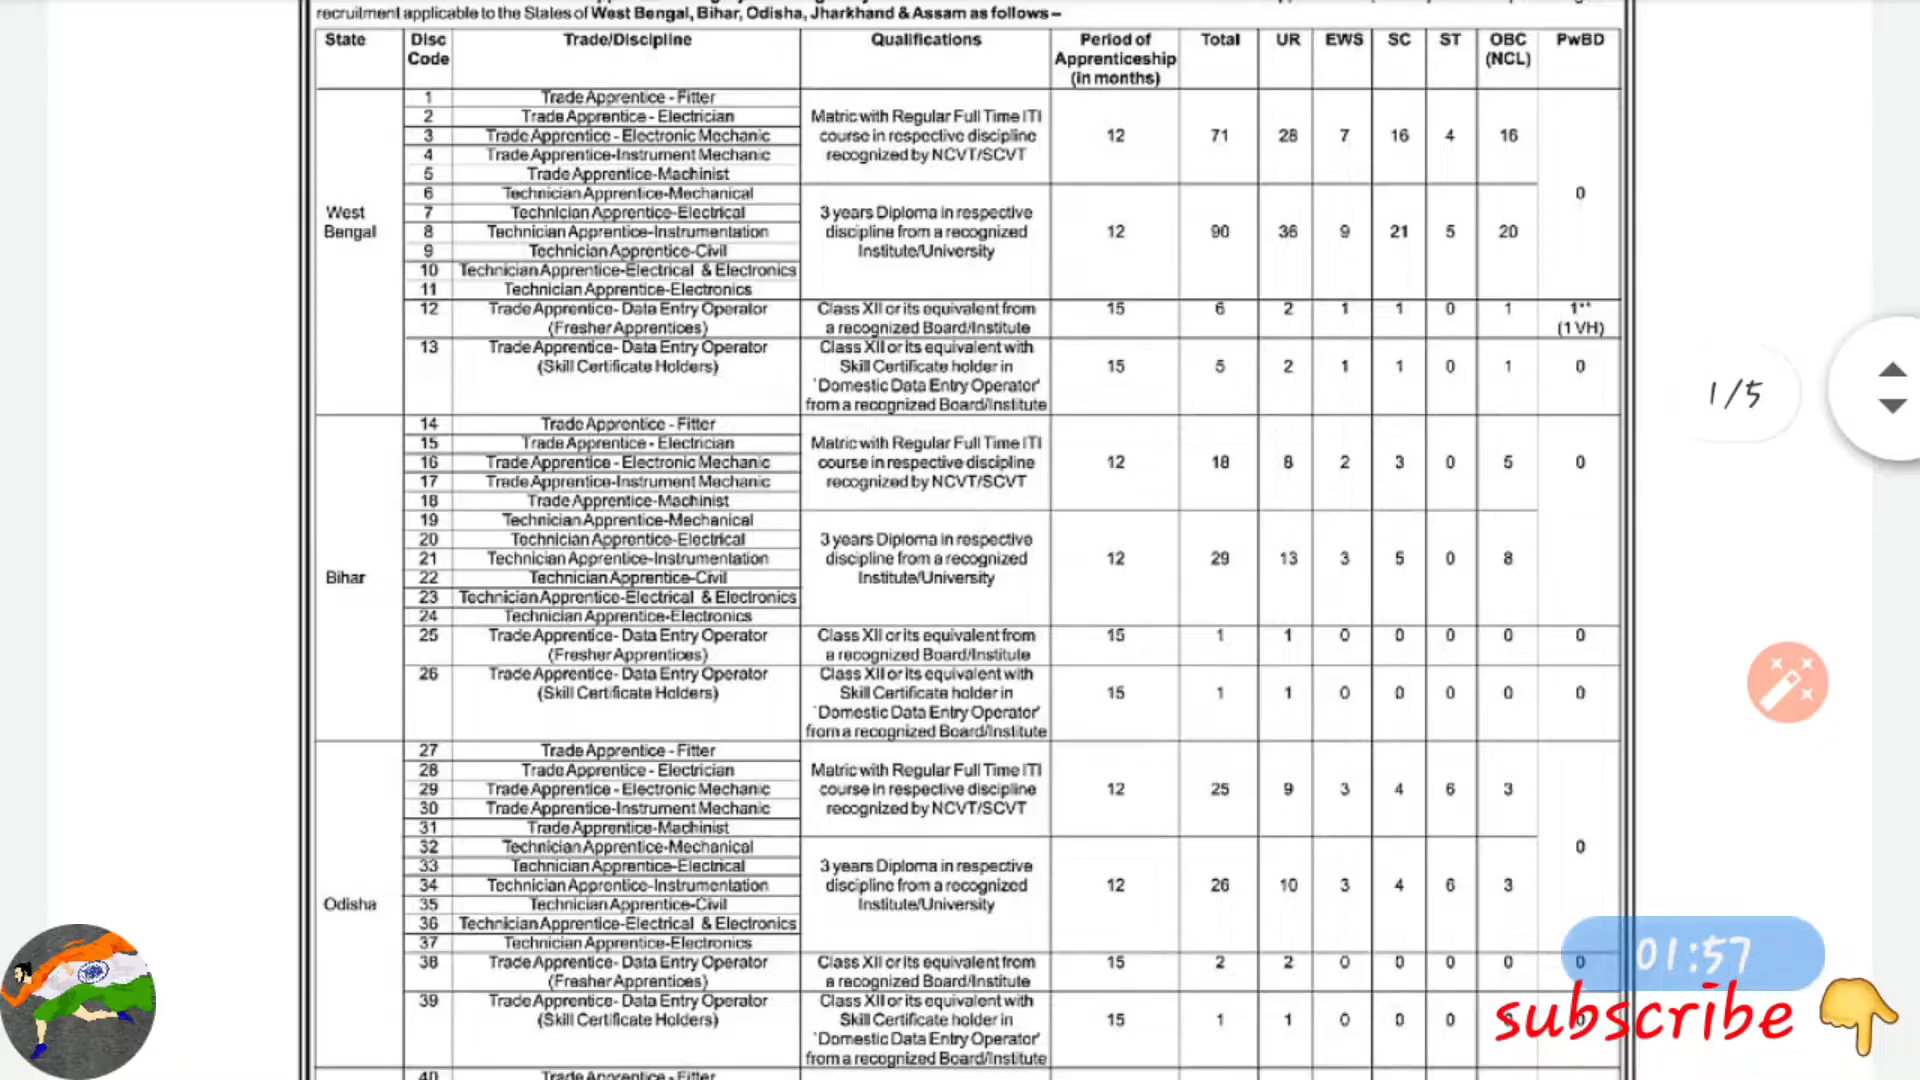 recruitment applicable to the States of West Bengal, Bihar, Odisha, Jharkhand & Assam as follows –
State Disc Code Trade/Discipline Qualifications Period of Apprenticeship (in months) Total UR EWS SC ST OBC (NCL) PwBD
West Bengal
1 Trade Apprentice - Fitter
2 Trade Apprentice - Electrician
3 Trade Apprentice - Electronic Mechanic
4 Trade Apprentice-Instrument Mechanic
5 Trade Apprentice-Machinist
Matric with Regular Full Time ITI course in respective discipline recognized by NCVT/SCVT 12 71 28 7 16 4 16
6 Technician Apprentice-Mechanical
7 Technician Apprentice-Electrical
8 Technician Apprentice-Instrumentation
9 Technician Apprentice-Civil
10 Technician Apprentice-Electrical & Electronics
11 Technician Apprentice-Electronics
3 years Diploma in respective discipline from a recognized Institute/University 12 90 36 9 21 5 20
0
12 Trade Apprentice- Data Entry Operator (Fresher Apprentices) Class XII or its equivalent from a recognized Board/Institute 15 6 2 1 1 0 1 1** (1 VH)
13 Trade Apprentice- Data Entry Operator (Skill Certificate Holders) Class XII or its equivalent with Skill Certificate holder in 'Domestic Data Entry Operator' from a recognized Board/Institute 15 5 2 1 1 0 1 0
Bihar
14 Trade Apprentice - Fitter
15 Trade Apprentice - Electrician
16 Trade Apprentice - Electronic Mechanic
17 Trade Apprentice-Instrument Mechanic
18 Trade Apprentice-Machinist
Matric with Regular Full Time ITI course in respective discipline recognized by NCVT/SCVT 12 18 8 2 3 0 5 0
19 Technician Apprentice-Mechanical
20 Technician Apprentice-Electrical
21 Technician Apprentice-Instrumentation
22 Technician Apprentice-Civil
23 Technician Apprentice-Electrical & Electronics
24 Technician Apprentice-Electronics
3 years Diploma in respective discipline from a recognized Institute/University 12 29 13 3 5 0 8
25 Trade Apprentice- Data Entry Operator (Fresher Apprentices) Class XII or its equivalent from a recognized Board/Institute 15 1 1 0 0 0 0 0
26 Trade Apprentice- Data Entry Operator (Skill Certificate Holders) Class XII or its equivalent with Skill Certificate holder in 'Domestic Data Entry Operator' from a recognized Board/Institute 15 1 1 0 0 0 0 0
Odisha
27 Trade Apprentice - Fitter
28 Trade Apprentice - Electrician
29 Trade Apprentice - Electronic Mechanic
30 Trade Apprentice-Instrument Mechanic
31 Trade Apprentice-Machinist
Matric with Regular Full Time ITI course in respective discipline recognized by NCVT/SCVT 12 25 9 3 4 6 3
32 Technician Apprentice-Mechanical
33 Technician Apprentice-Electrical
34 Technician Apprentice-Instrumentation
35 Technician Apprentice-Civil
36 Technician Apprentice-Electrical & Electronics
37 Technician Apprentice-Electronics
3 years Diploma in respective discipline from a recognized Institute/University 12 26 10 3 4 6 3
0
38 Trade Apprentice- Data Entry Operator (Fresher Apprentices) Class XII or its equivalent from a recognized Board/Institute 15 2 2 0 0 0 0 0
39 Trade Apprentice- Data Entry Operator (Skill Certificate Holders) Class XII or its equivalent with Skill Certificate holder in 'Domestic Data Entry Operator' from a recognized Board/Institute 15 1 1 0 0 0
40 Trade Apprentice - Fitter
1/5
01:57
subscribe